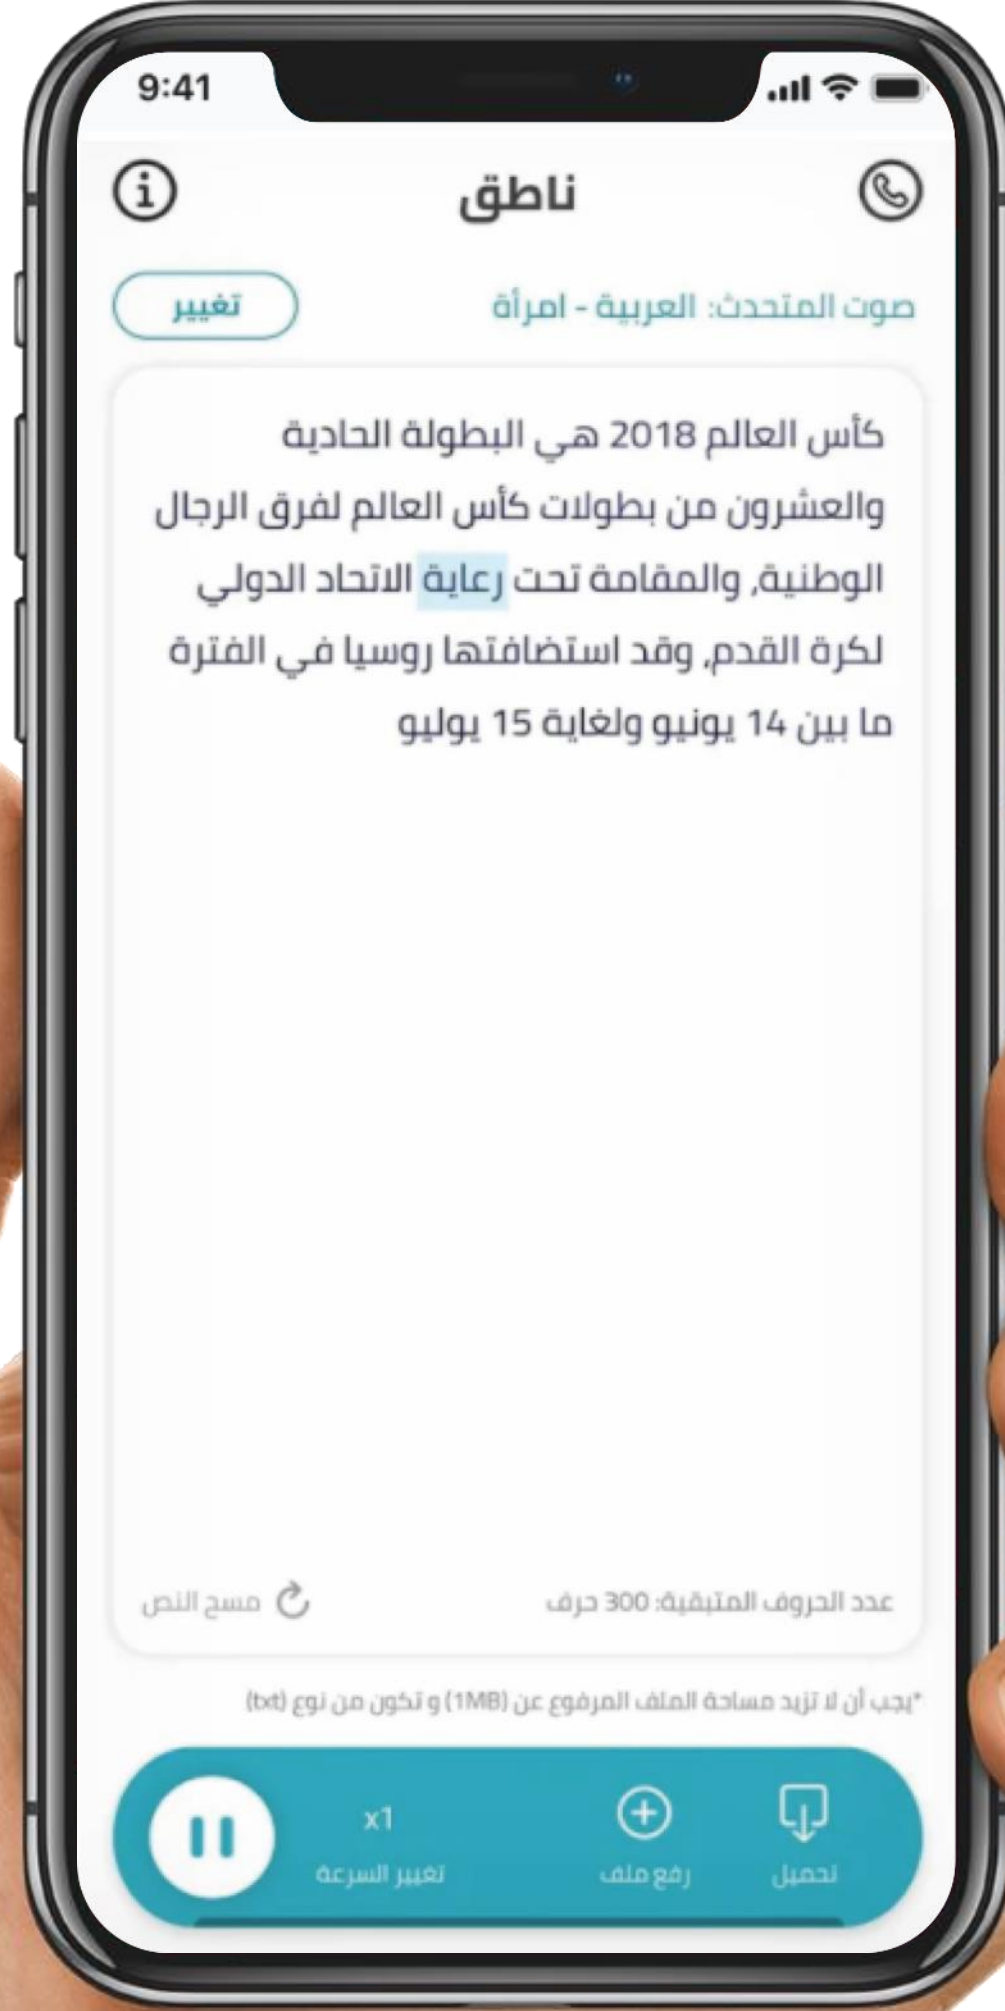 9:41
ناطق
صوت المتحدث: العربية - امرأة
تغيير
كأس العالم 2018 هي البطولة الحادية
والعشرون من بطولات كأس العالم لفرق الرجال
الوطنية, والمقامة تحت رعاية الاتحاد الدولي
لكرة القدم, وقد استضافتها روسيا في الفترة
ما بين 14 يونيو ولغاية 15 يوليو
عدد الحروف المتبقية: 300 حرف
مسح النص
*يجب أن لا تزيد مساحة الملف المرفوع عن (1MB) و تكون من نوع (txt)
تحميل
رفع ملف
x1
تغيير السرعة